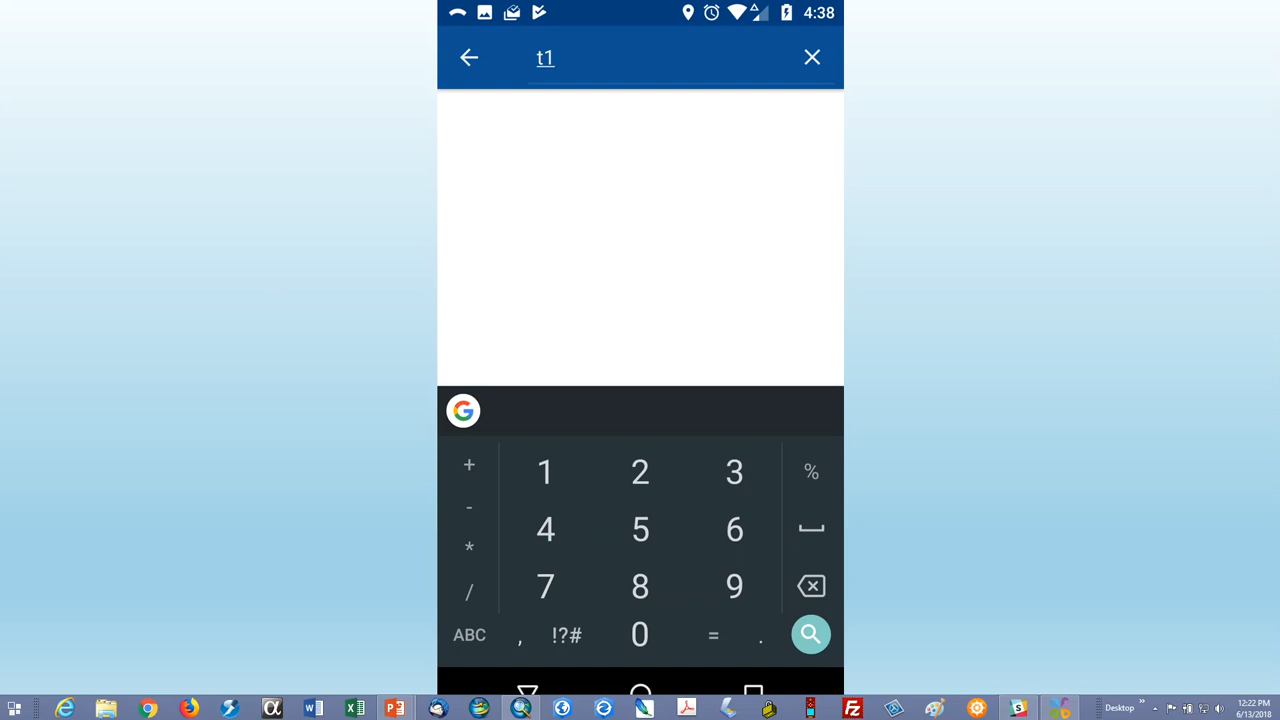 4:38
t1
G
+ 1 2 3 %
- 4 5 6
*
/ 7 8 9
ABC , !?# 0 = .
Desktop
12:22 PM
6/13/2018